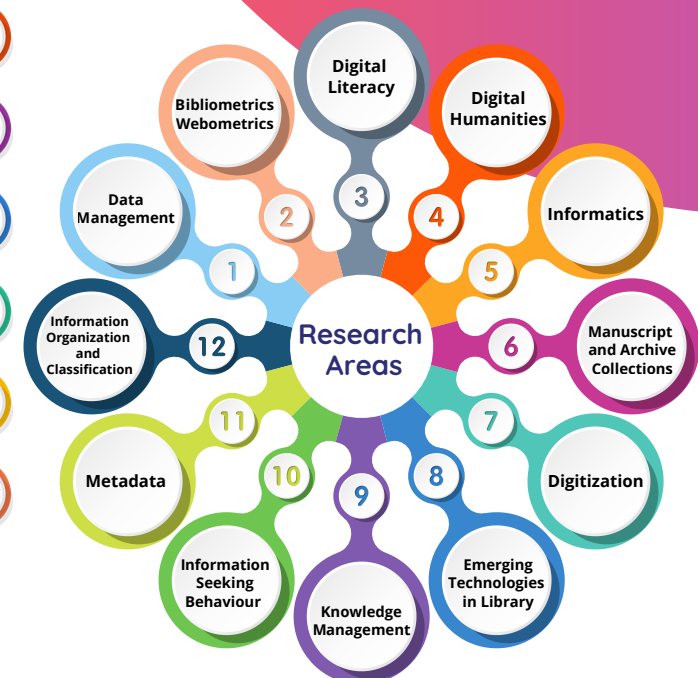 Research
Areas
1
Data
Management
2
Bibliometrics
Webometrics
3
Digital
Literacy
4
Digital
Humanities
5
Informatics
6
Manuscript
and Archive
Collections
7
Digitization
8
Emerging
Technologies
in Library
9
Knowledge
Management
10
Information
Seeking
Behaviour
11
Metadata
12
Information
Organization
and
Classification